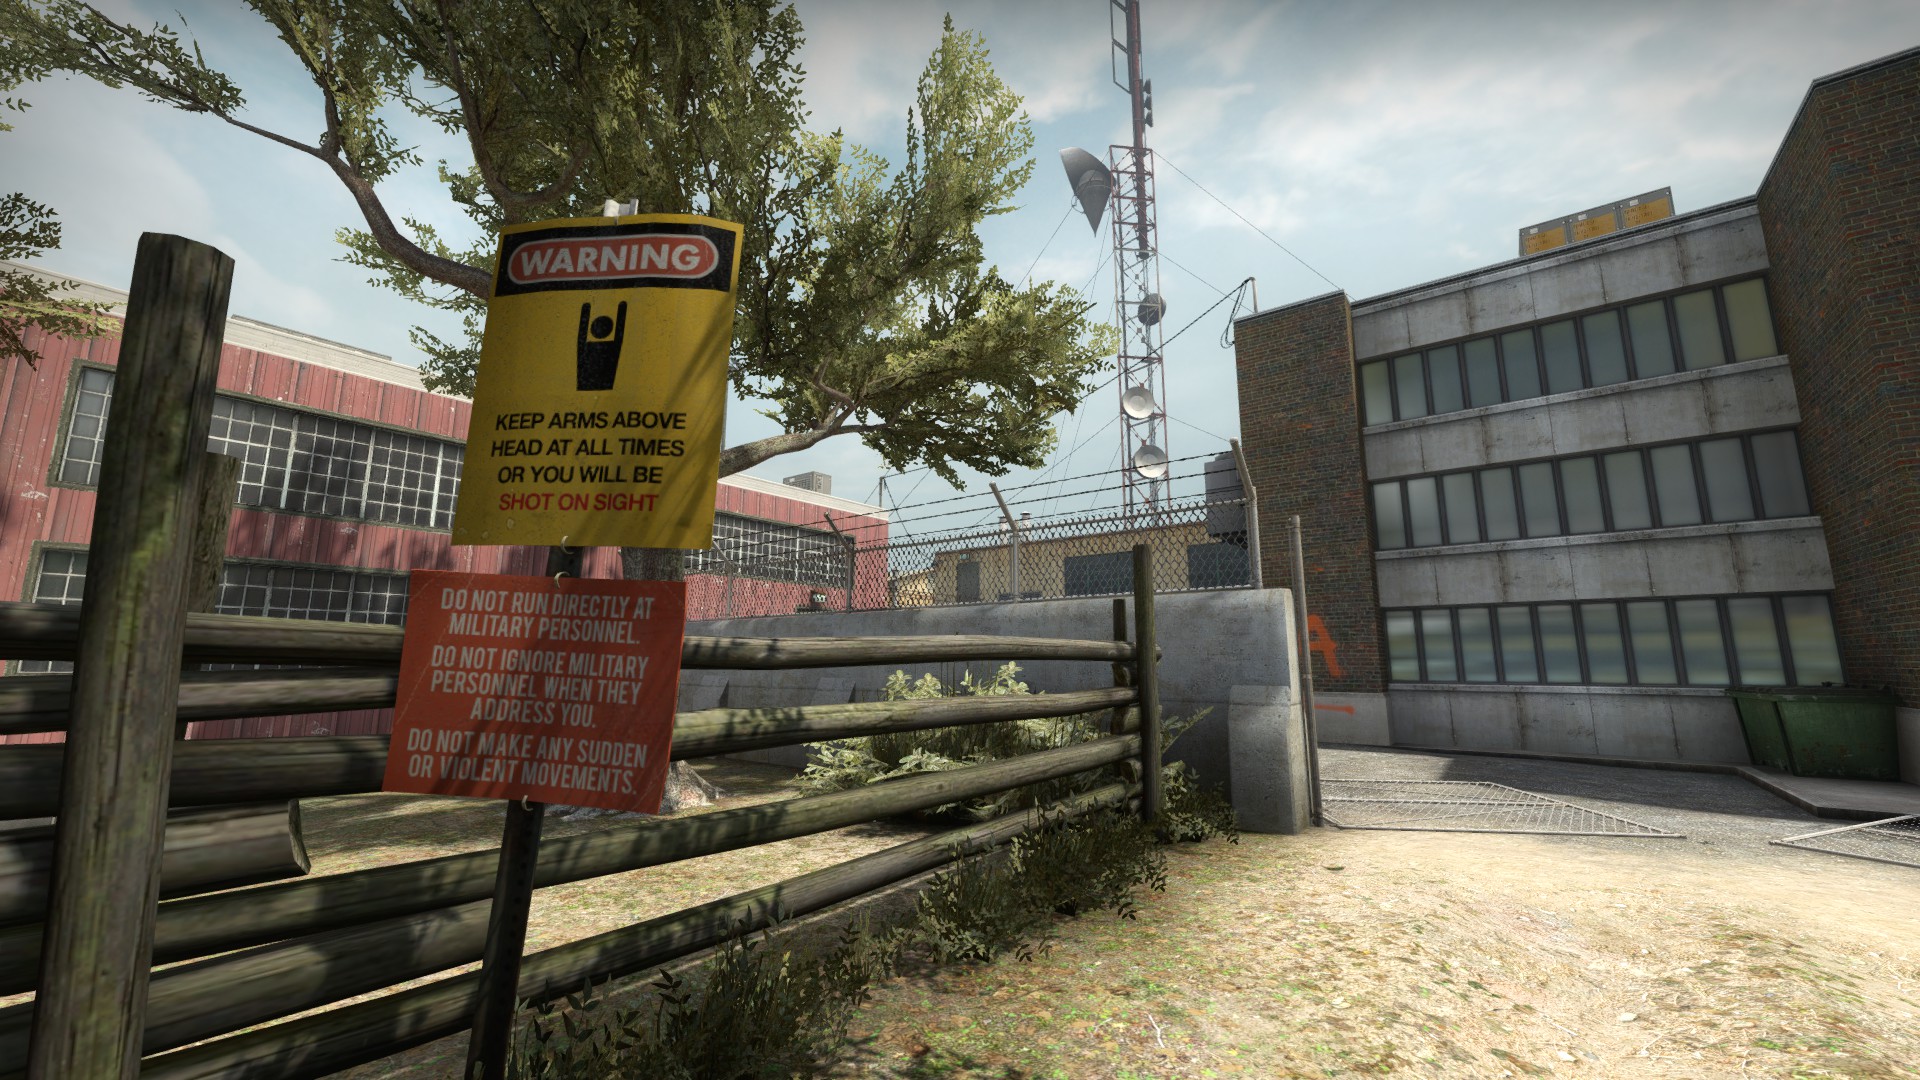 WARNING
KEEP ARMS ABOVE
HEAD AT ALL TIMES
OR YOU WILL BE
SHOT ON SIGHT
DO NOT RUN DIRECTLY AT
MILITARY PERSONNEL.
DO NOT IGNORE MILITARY
PERSONNEL WHEN THEY
ADDRESS YOU.
DO NOT MAKE ANY SUDDEN
OR VIOLENT MOVEMENTS.
A